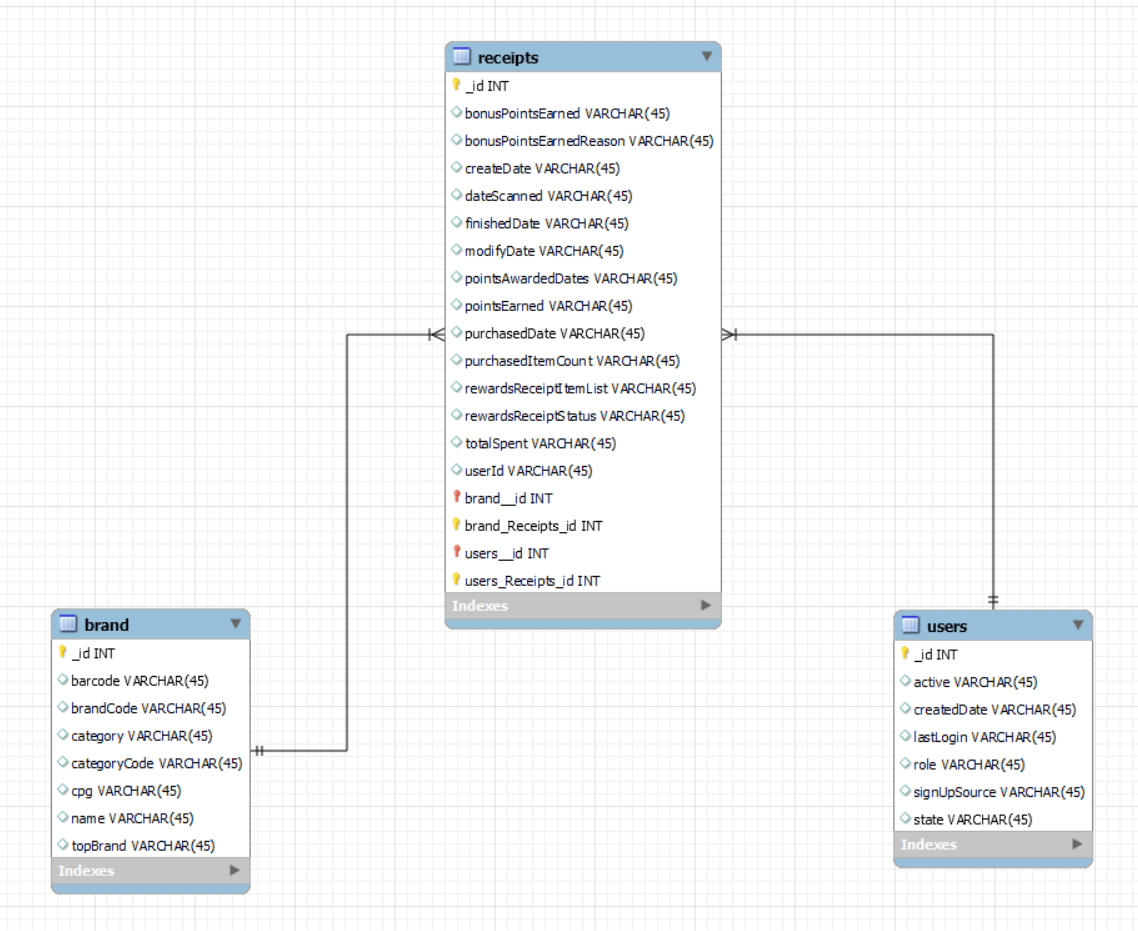 receipts
_id INT
bonusPointsEarned VARCHAR(45)
bonusPointsEarnedReason VARCHAR(45)
createDate VARCHAR(45)
dateScanned VARCHAR(45)
finishedDate VARCHAR(45)
modifyDate VARCHAR(45)
pointsAwardedDates VARCHAR(45)
pointsEarned VARCHAR(45)
purchasedDate VARCHAR(45)
purchasedItemCount VARCHAR(45)
rewardsReceiptItemList VARCHAR(45)
rewardsReceiptStatus VARCHAR(45)
totalSpent VARCHAR(45)
userId VARCHAR(45)
brand__id INT
brand_Receipts_id INT
users__id INT
users_Receipts_id INT
Indexes
brand
_id INT
barcode VARCHAR(45)
brandCode VARCHAR(45)
category VARCHAR(45)
categoryCode VARCHAR(45)
cpg VARCHAR(45)
name VARCHAR(45)
topBrand VARCHAR(45)
Indexes
users
_id INT
active VARCHAR(45)
createdDate VARCHAR(45)
lastLogin VARCHAR(45)
role VARCHAR(45)
signUpSource VARCHAR(45)
state VARCHAR(45)
Indexes